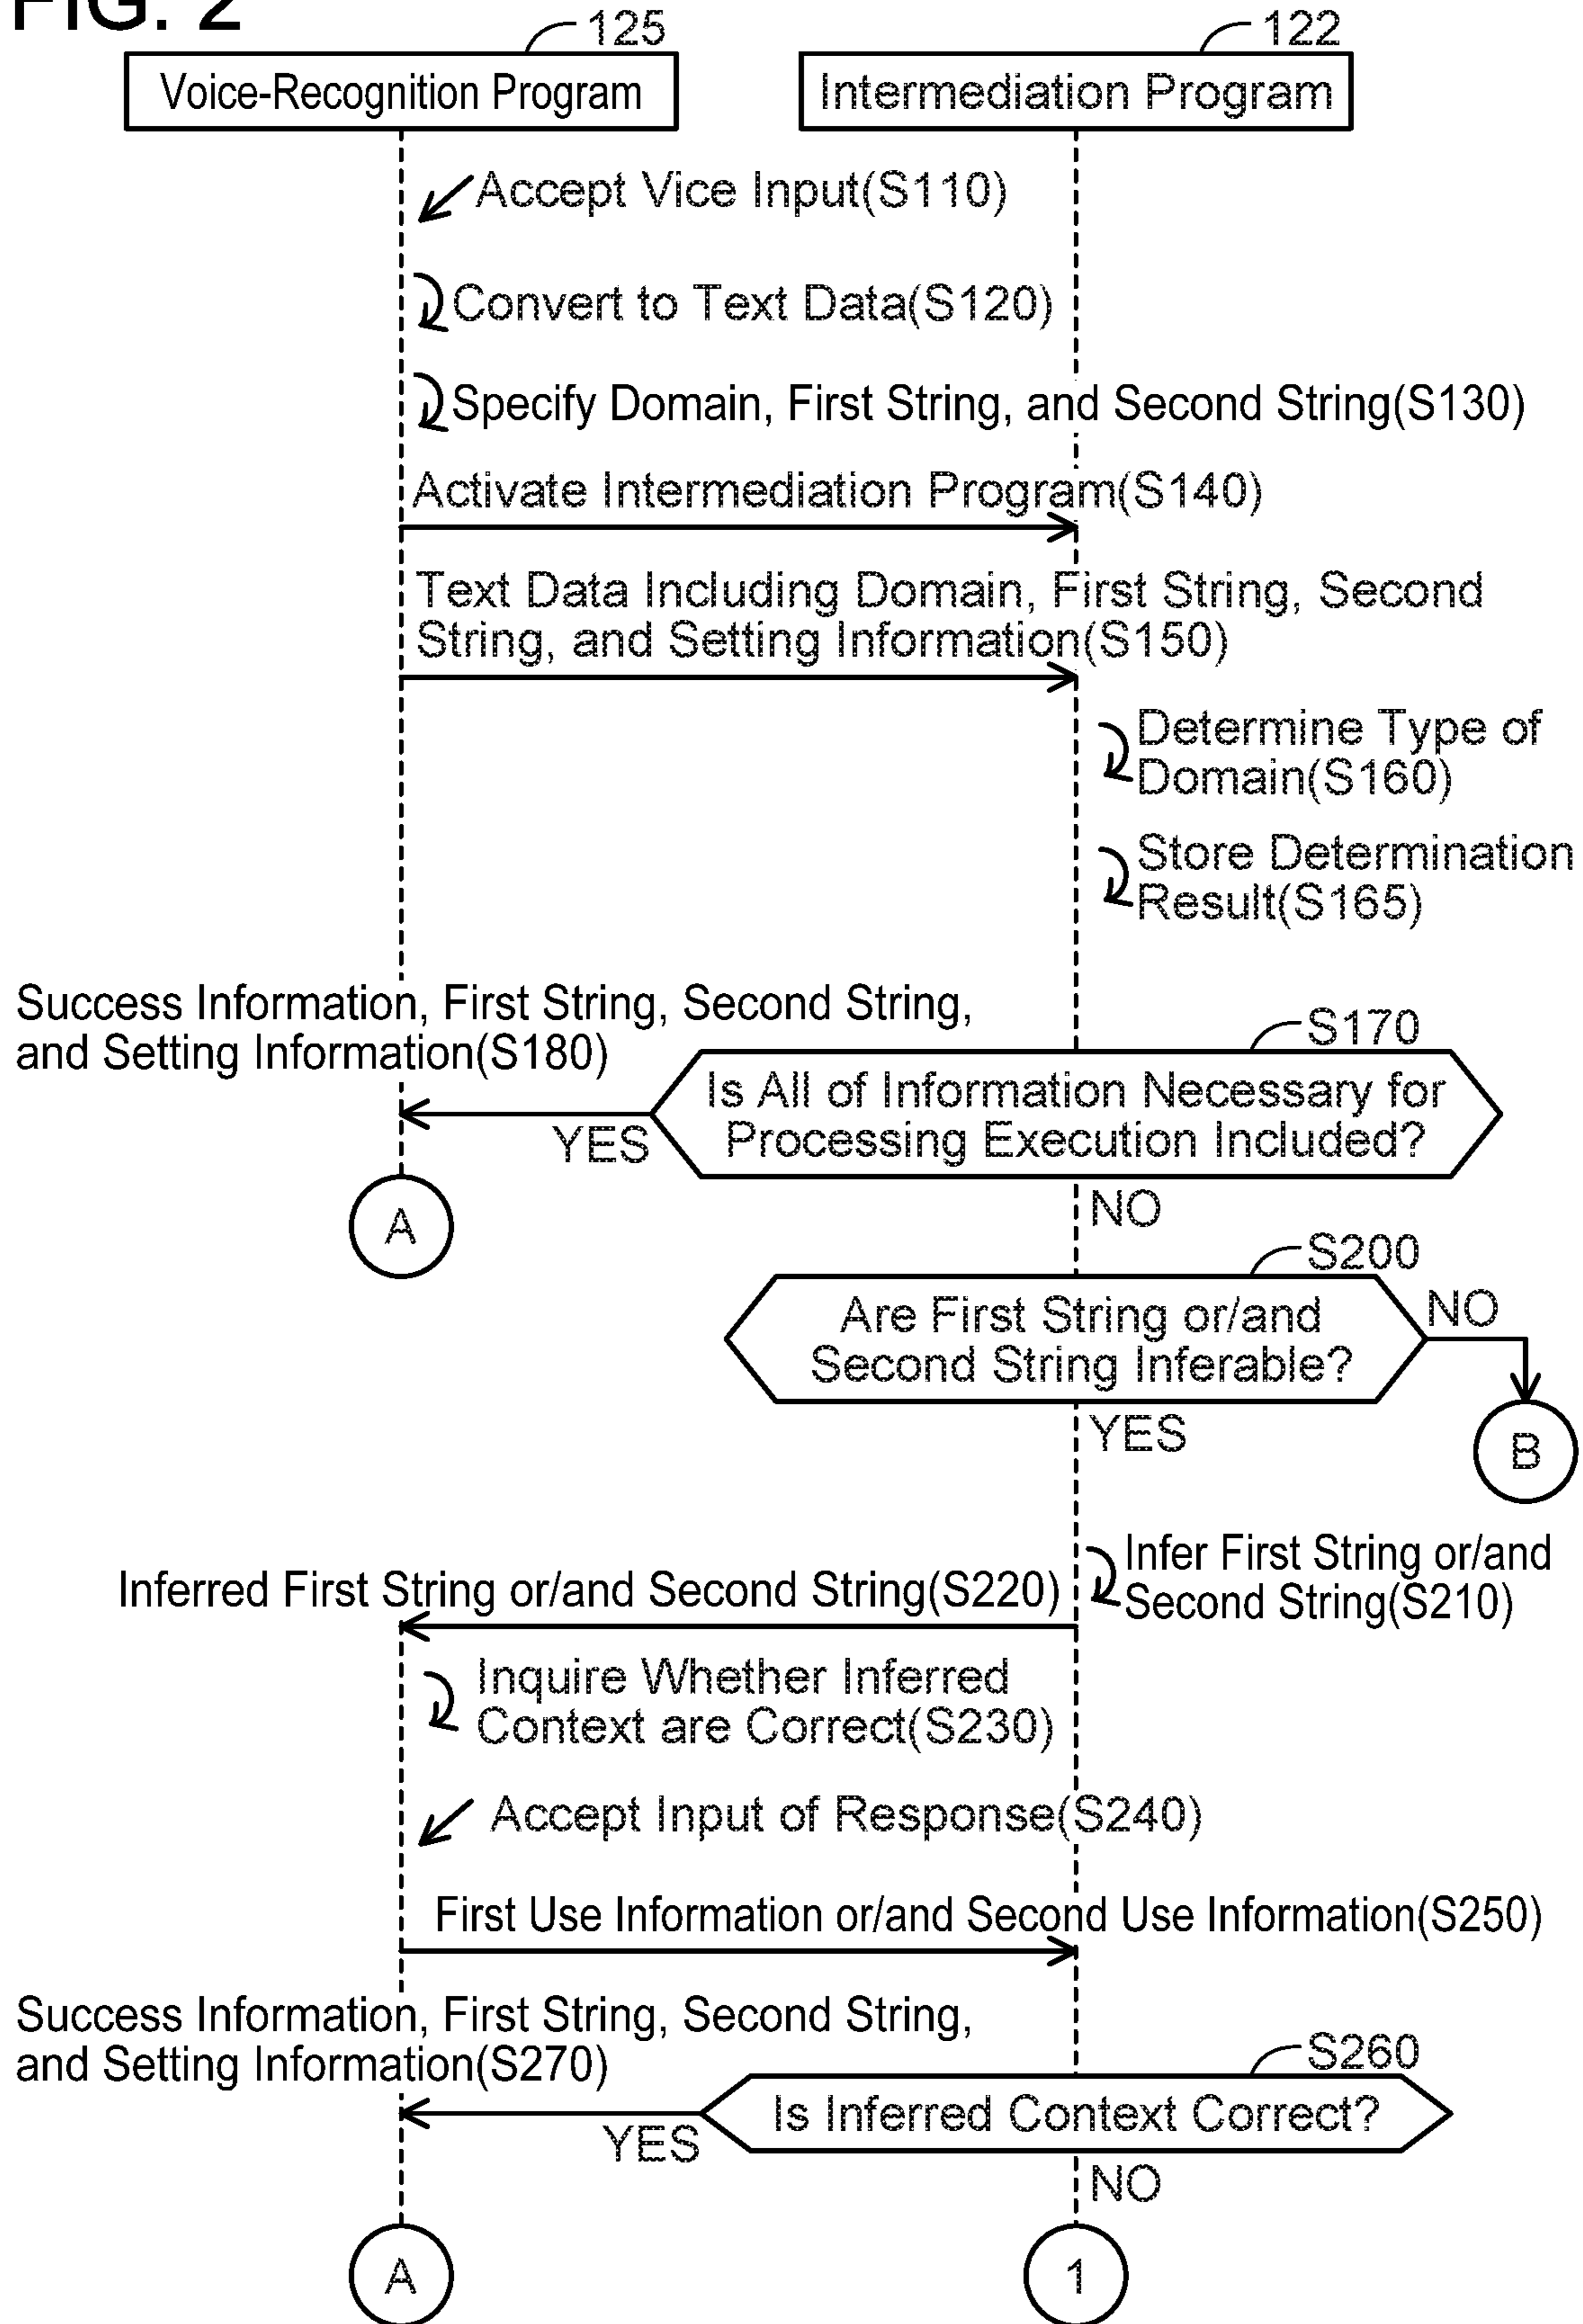 FIG. 2
125
122
Voice-Recognition Program
Intermediation Program
Accept Vice Input(S110)
Convert to Text Data(S120)
Specify Domain, First String, and Second String(S130)
Activate Intermediation Program(S140)
Text Data Including Domain, First String, Second
String, and Setting Information(S150)
Determine Type of
Domain(S160)
Store Determination
Result(S165)
Success Information, First String, Second String,
and Setting Information(S180)
S170
Is All of Information Necessary for
Processing Execution Included?
YES
NO
A
S200
Are First String or/and
Second String Inferable?
NO
YES
B
Infer First String or/and
Second String(S210)
Inferred First String or/and Second String(S220)
Inquire Whether Inferred
Context are Correct(S230)
Accept Input of Response(S240)
First Use Information or/and Second Use Information(S250)
Success Information, First String, Second String,
and Setting Information(S270)
S260
Is Inferred Context Correct?
YES
NO
A
1